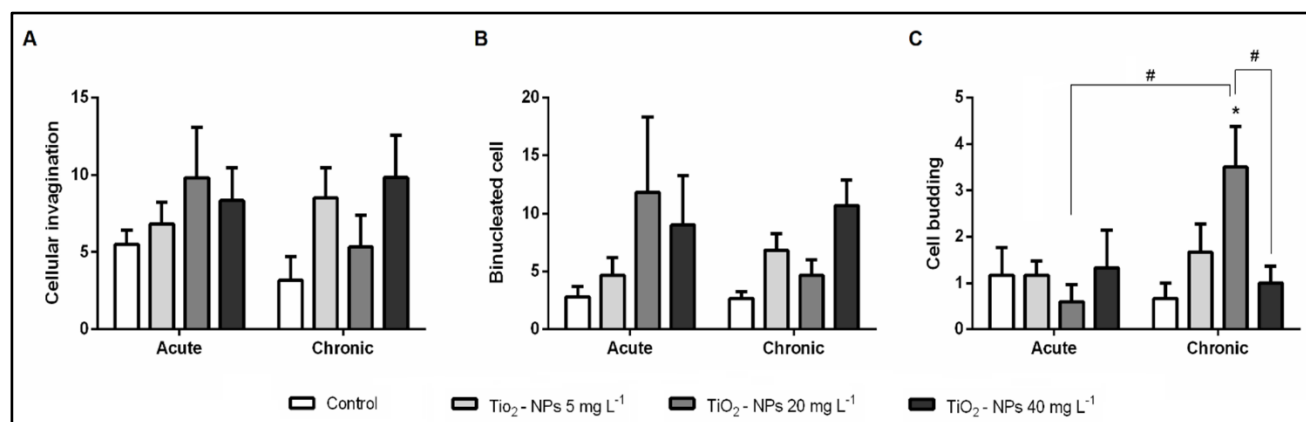 A
B
C
Cellular invagination
15
10
5
0
Acute
Chronic
Binucleated cell
20
15
10
5
0
Acute
Chronic
Cell budding
5
4
3
2
1
0
#
#
*
Acute
Chronic
Control
Tio₂ - NPs 5 mg L⁻¹
TiO₂ - NPs 20 mg L⁻¹
TiO₂ - NPs 40 mg L⁻¹